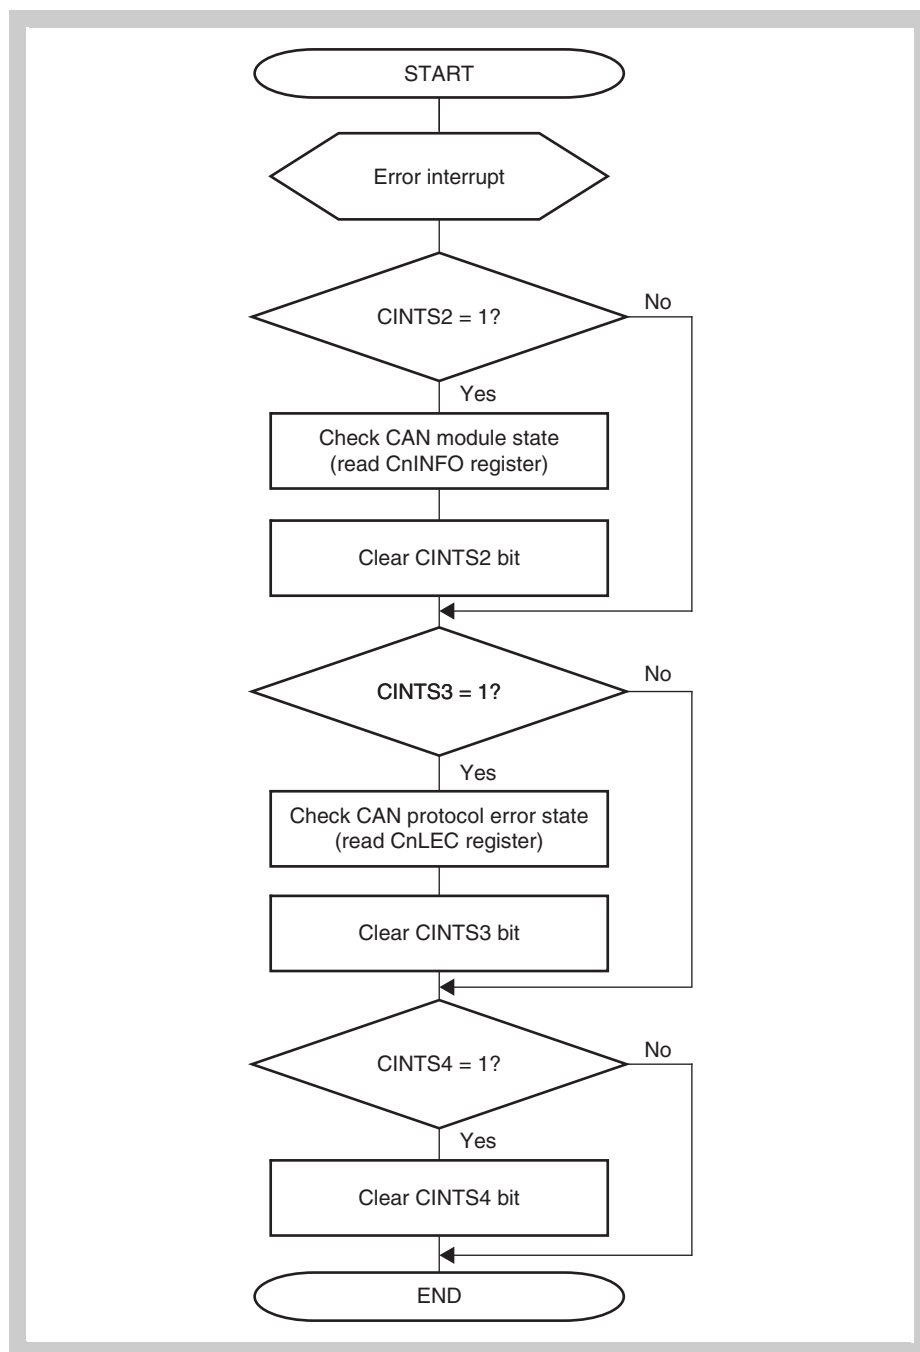 START
Error interrupt
CINTS2 = 1?
No
Yes
Check CAN module state
(read CnINFO register)
Clear CINTS2 bit
CINTS3 = 1?
No
Yes
Check CAN protocol error state
(read CnLEC register)
Clear CINTS3 bit
CINTS4 = 1?
No
Yes
Clear CINTS4 bit
END